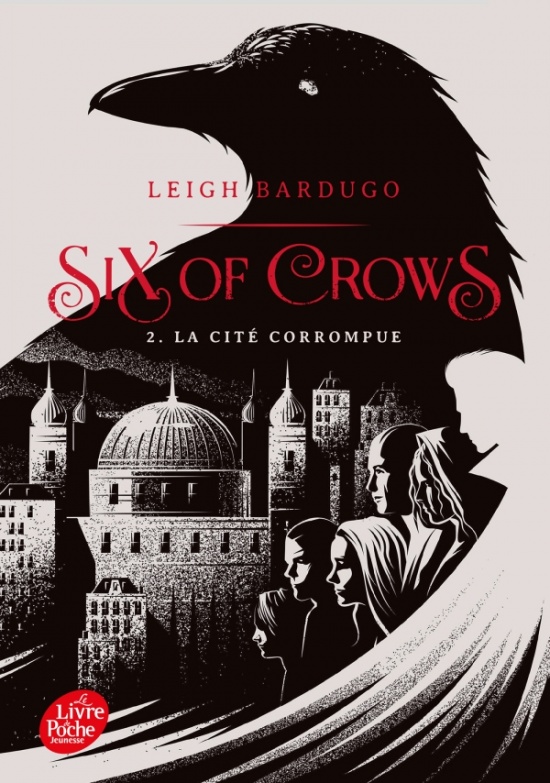 LEIGH BARDUGO
SIX OF CROWS
2. LA CITÉ CORROMPUE
Le
Livre
de
Poche
Jeunesse